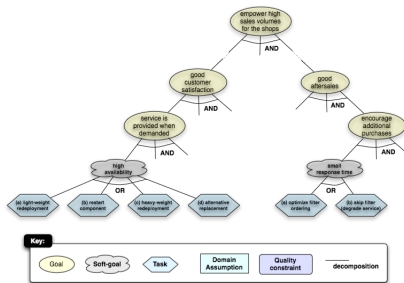 empower high
sales volumes
for the shops
AND
good
customer
satisfaction
good
aftersales
AND
AND
service is
provided when
demanded
encourage
additional
purchases
AND
AND
high
availability
small
response time
OR
OR
(a) light-weight
redeployment
(b) restart
component
(c) heavy-weight
redeployment
(d) alternative
replacement
(a) optimize filter
ordering
(b) skip filter
(degrade service)
Key:
Goal
Soft-goal
Task
Domain
Assumption
Quality
constraint
decomposition